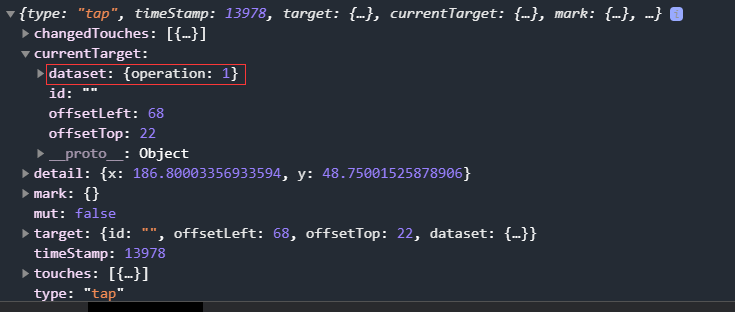 {type: "tap", timeStamp: 13978, target: {…}, currentTarget: {…}, mark: {…}, …} i
changedTouches: [{…}]
currentTarget:
dataset: {operation: 1}
id: ""
offsetLeft: 68
offsetTop: 22
__proto__: Object
detail: {x: 186.80003356933594, y: 48.75001525878906}
mark: {}
mut: false
target: {id: "", offsetLeft: 68, offsetTop: 22, dataset: {…}}
timeStamp: 13978
touches: [{…}]
type: "tap"